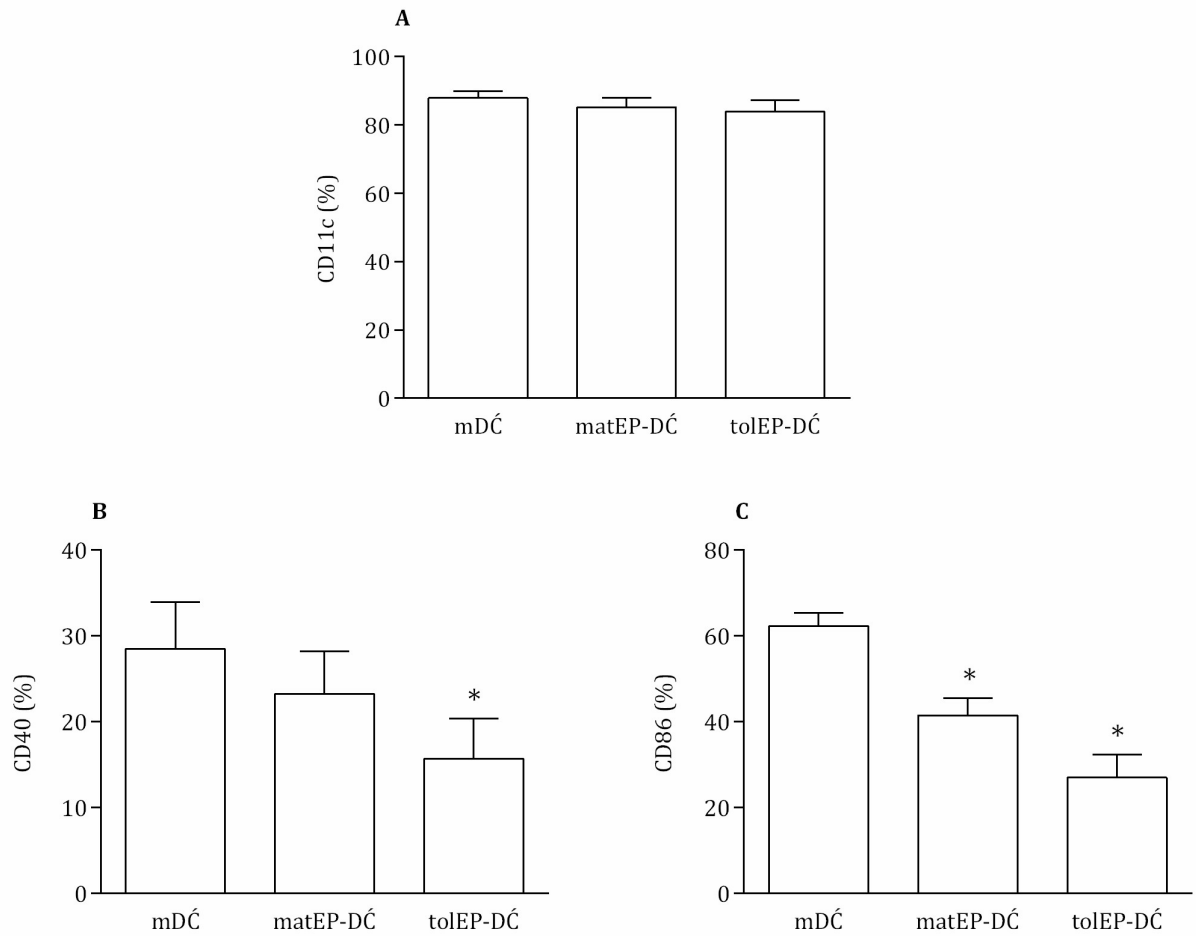 A
100
80
60
40
20
0
CD11c (%)
mDĆ matEP-DĆ tolEP-DĆ
B
40
30
20
10
0
CD40 (%)
*
mDĆ matEP-DĆ tolEP-DĆ
C
80
60
40
20
0
CD86 (%)
*
*
mDĆ matEP-DĆ tolEP-DĆ